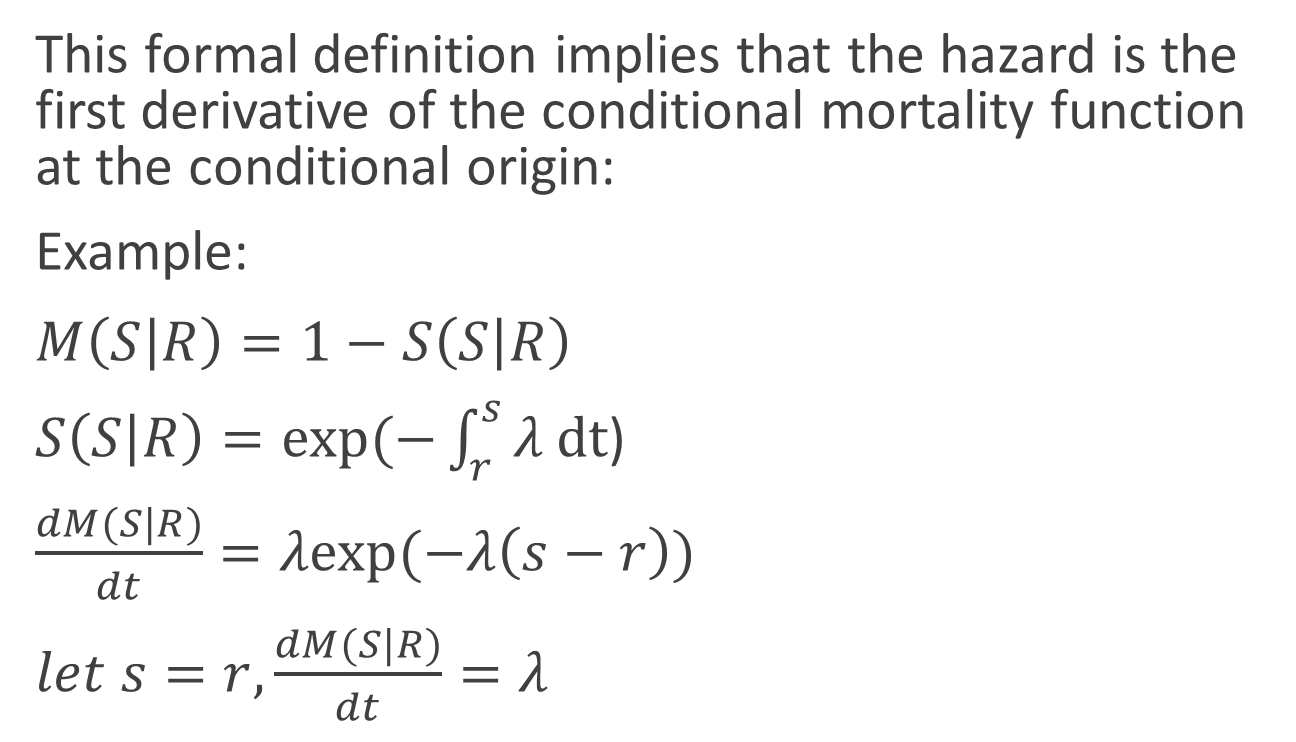 This formal definition implies that the hazard is the
first derivative of the conditional mortality function
at the conditional origin:
Example:
𝑀(𝑆|𝑅) = 1 − 𝑆(𝑆|𝑅)
𝑆(𝑆|𝑅) = exp(− ∫ᵣˢ 𝜆 dt)
𝑑𝑀(𝑆|𝑅)/𝑑𝑡 = 𝜆exp(−𝜆(𝑠 − 𝑟))
𝑙𝑒𝑡 𝑠 = 𝑟, 𝑑𝑀(𝑆|𝑅)/𝑑𝑡 = 𝜆